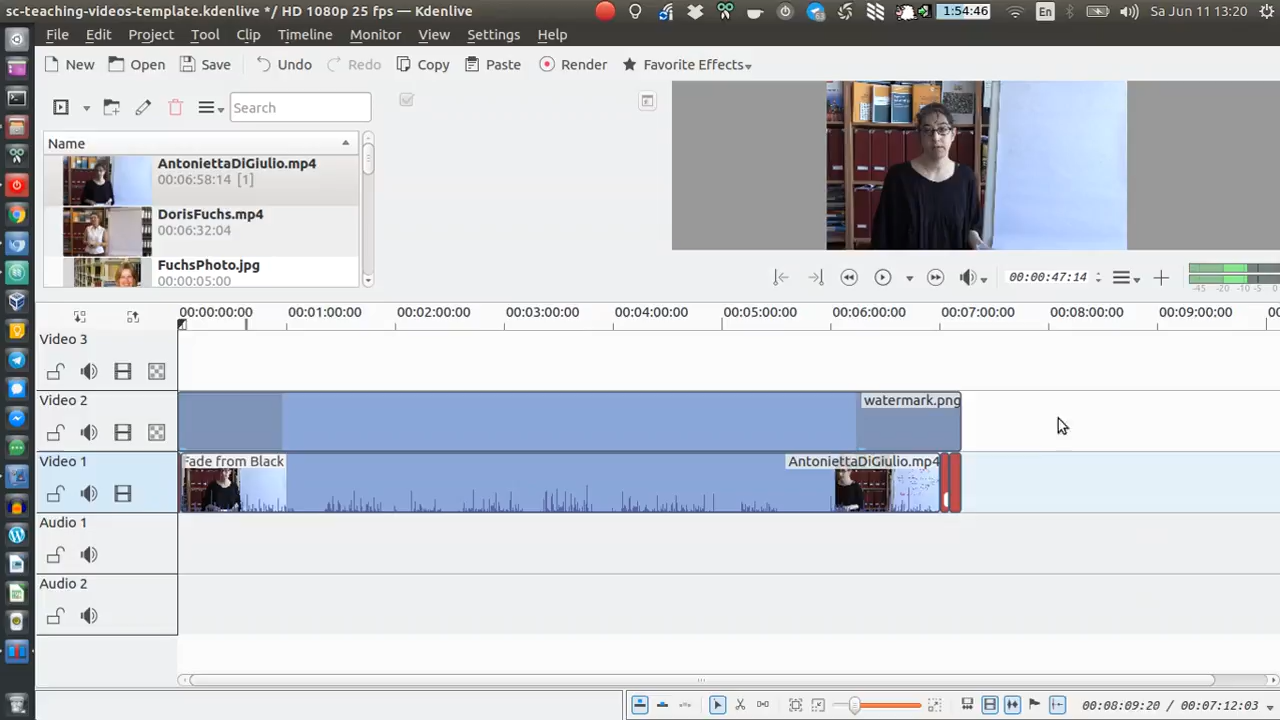 sc-teaching-videos-template.kdenlive */ HD 1080p 25 fps — Kdenlive
1:54:46
En
Sa Jun 11 13:20
File Edit Project Tool Clip Timeline Monitor View Settings Help
New Open Save Undo Redo Copy Paste Render Favorite Effects
Search
Name
AntoniettaDiGiulio.mp4
00:06:58:14 [1]
DorisFuchs.mp4
00:06:32:04
FuchsPhoto.jpg
00:00:05:00
00:00:47:14
-45 -20 -10 -5 0
00:00:00:00 00:01:00:00 00:02:00:00 00:03:00:00 00:04:00:00 00:05:00:00 00:06:00:00 00:07:00:00 00:08:00:00 00:09:00:00
Video 3
Video 2
watermark.png
Video 1
Fade from Black
AntoniettaDiGiulio.mp4
Audio 1
Audio 2
00:08:09:20 / 00:07:12:03